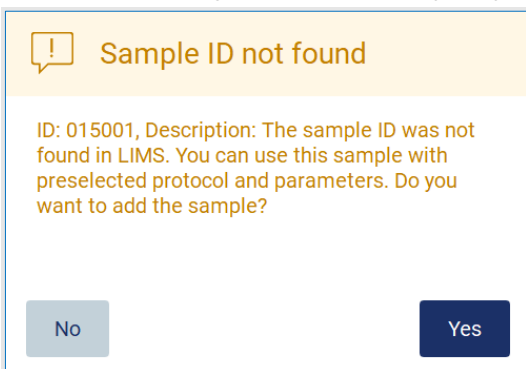 !
Sample ID not found
ID: 015001, Description: The sample ID was not
found in LIMS. You can use this sample with
preselected protocol and parameters. Do you
want to add the sample?
No
Yes